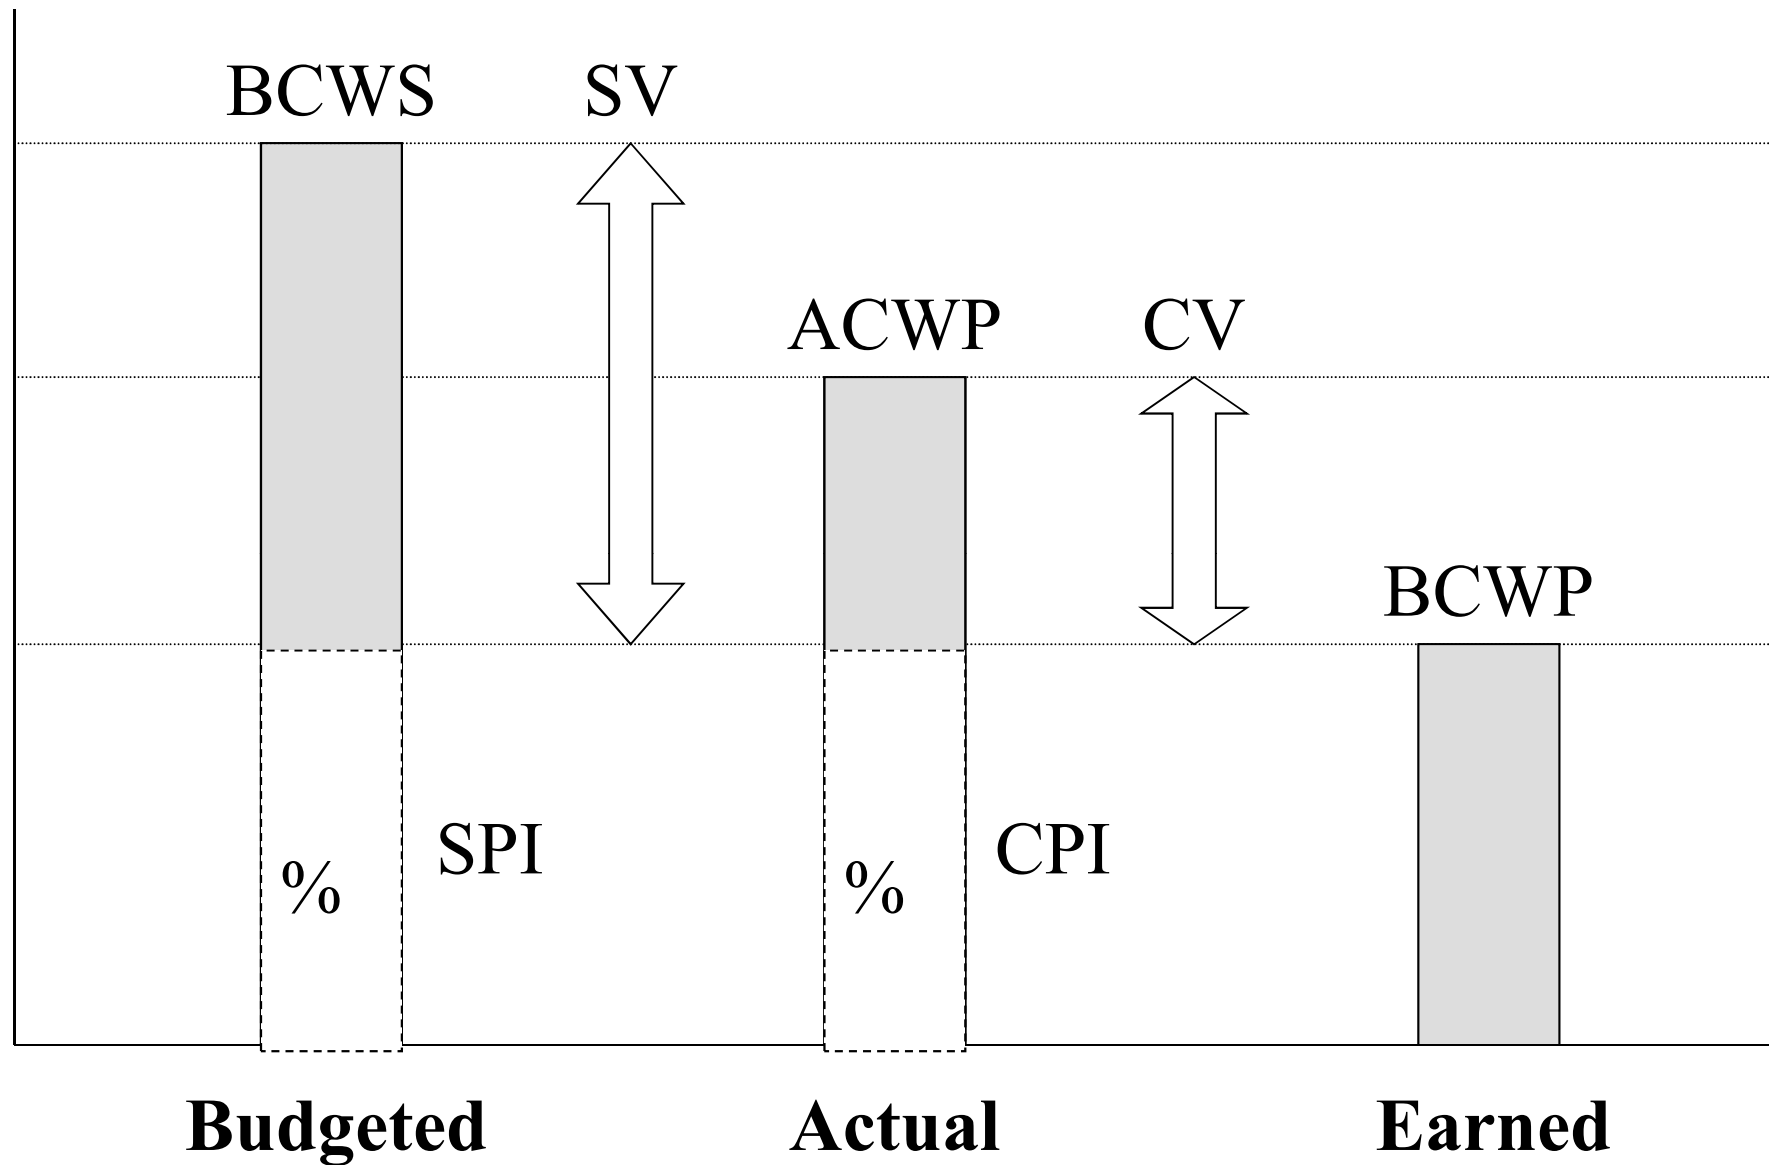 BCWS SV
ACWP CV
BCWP
SPI CPI
% %
Budgeted Actual Earned